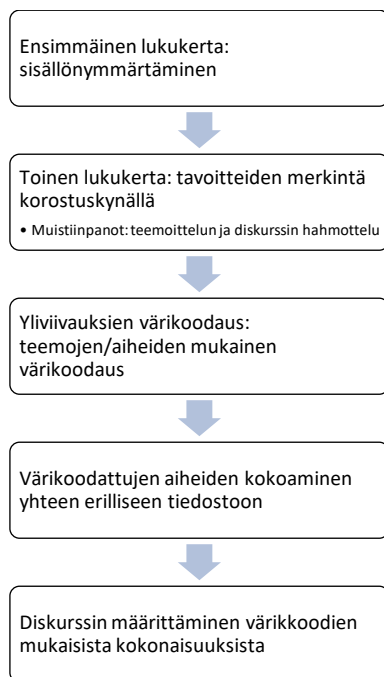 Ensimmäinen lukukerta:
sisällönymmärtäminen
Toinen lukukerta: tavoitteiden merkintä
korostuskynällä
• Muistiinpanot: teemoittelun ja diskurssin hahmottelu
Yliviivauksien värikoodaus:
teemojen/aiheiden mukainen
värikoodaus
Värikoodattujen aiheiden kokoaminen
yhteen erilliseen tiedostoon
Diskurssin määrittäminen värikkoodien
mukaisista kokonaisuuksista